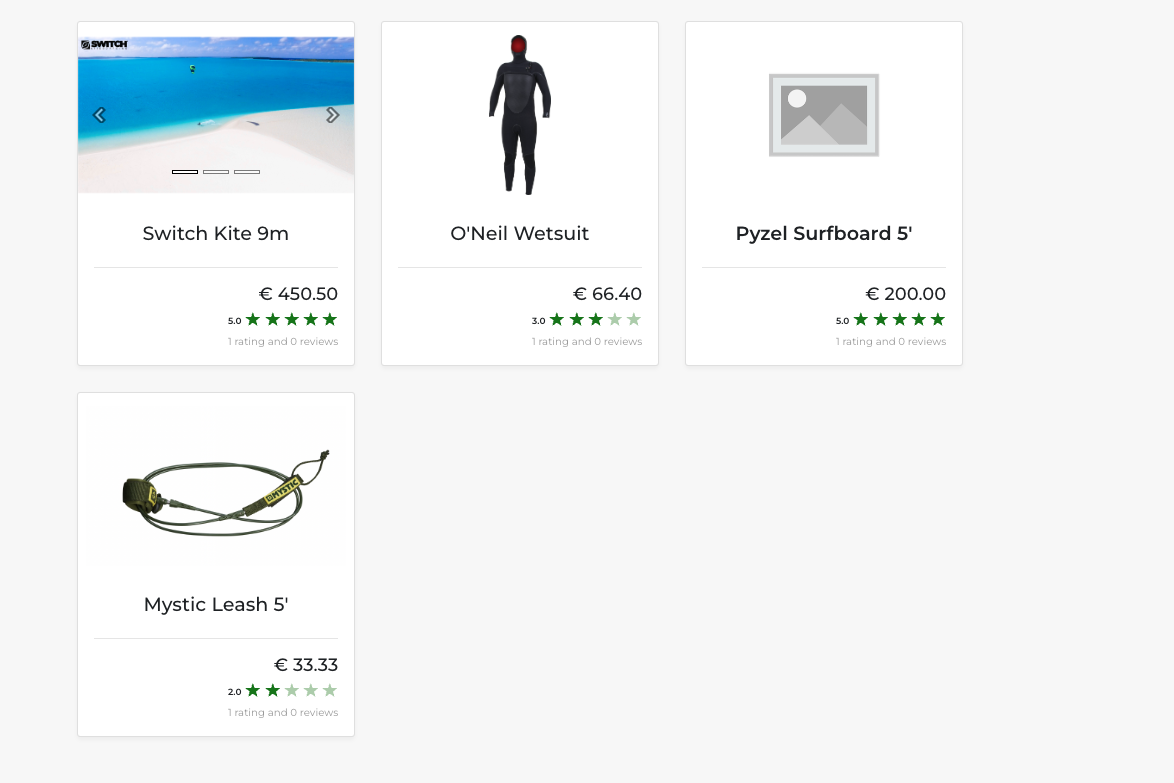 SWITCH
Switch Kite 9m
€ 450.50
5.0
1 rating and 0 reviews
O'Neil Wetsuit
€ 66.40
3.0
1 rating and 0 reviews
Pyzel Surfboard 5'
€ 200.00
5.0
1 rating and 0 reviews
MYSTIC
Mystic Leash 5'
€ 33.33
2.0
1 rating and 0 reviews